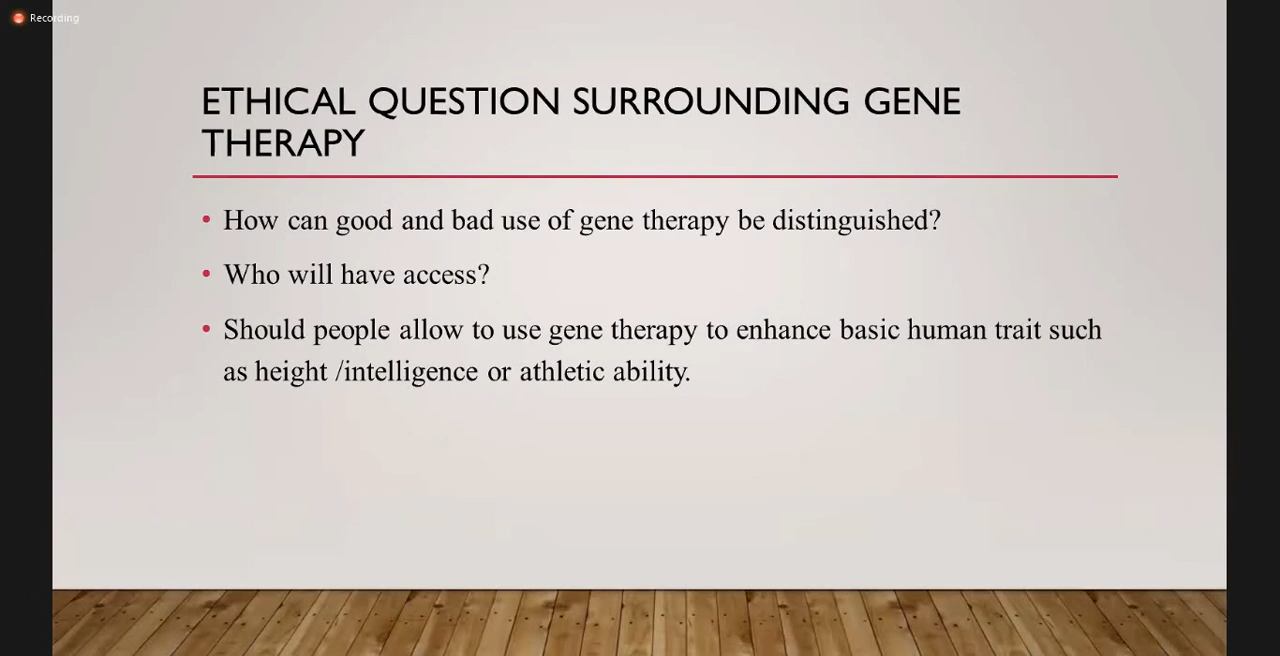 Recording
ETHICAL QUESTION SURROUNDING GENE
THERAPY
• How can good and bad use of gene therapy be distinguished?
• Who will have access?
• Should people allow to use gene therapy to enhance basic human trait such
as height /intelligence or athletic ability.